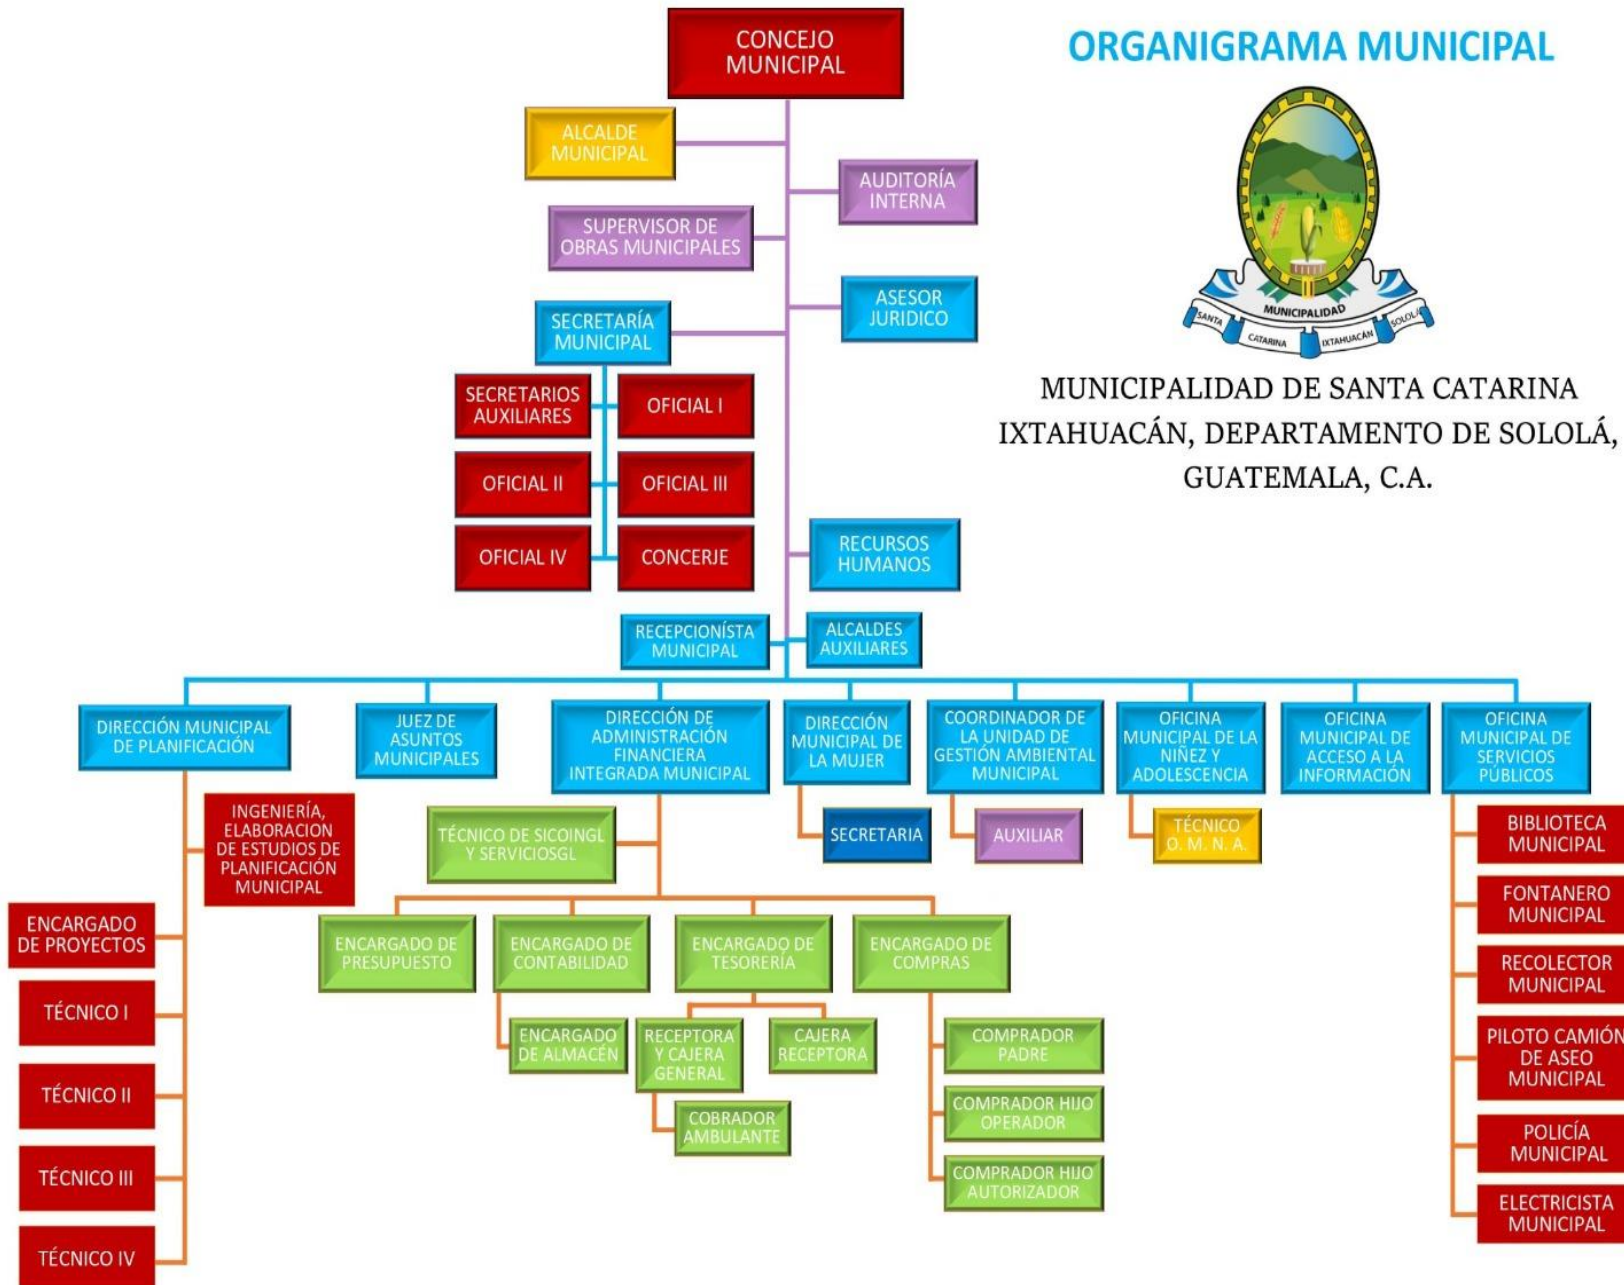 CONCEJO
MUNICIPAL
ORGANIGRAMA MUNICIPAL
ALCALDE
MUNICIPAL
AUDITORÍA
INTERNA
SUPERVISOR DE
OBRAS MUNICIPALES
ASESOR
JURIDICO
SECRETARÍA
MUNICIPAL
MUNICIPALIDAD
SANTA
CATARINA
IXTAHUACÁN
SOLOLÁ
MUNICIPALIDAD DE SANTA CATARINA
IXTAHUACÁN, DEPARTAMENTO DE SOLOLÁ,
GUATEMALA, C.A.
SECRETARIOS
AUXILIARES
OFICIAL I
OFICIAL II
OFICIAL III
OFICIAL IV
CONCERJE
RECURSOS
HUMANOS
RECEPCIONÍSTA
MUNICIPAL
ALCALDES
AUXILIARES
DIRECCIÓN MUNICIPAL
DE PLANIFICACIÓN
JUEZ DE
ASUNTOS
MUNICIPALES
DIRECCIÓN DE
ADMINISTRACIÓN
FINANCIERA
INTEGRADA MUNICIPAL
DIRECCIÓN
MUNICIPAL DE
LA MUJER
COORDINADOR DE
LA UNIDAD DE
GESTIÓN AMBIENTAL
MUNICIPAL
OFICINA
MUNICIPAL DE LA
NIÑEZ Y
ADOLESCENCIA
OFICINA
MUNICIPAL DE
ACCESO A LA
INFORMACIÓN
OFICINA
MUNICIPAL DE
SERVICIOS
PÚBLICOS
INGENIERÍA,
ELABORACION
DE ESTUDIOS DE
PLANIFICACIÓN
MUNICIPAL
ENCARGADO
DE PROYECTOS
TÉCNICO I
TÉCNICO II
TÉCNICO III
TÉCNICO IV
TÉCNICO DE SICOINGL
Y SERVICIOSGL
ENCARGADO DE
PRESUPUESTO
ENCARGADO DE
CONTABILIDAD
ENCARGADO DE
TESORERÍA
ENCARGADO DE
COMPRAS
ENCARGADO
DE ALMACÉN
RECEPTORA
Y CAJERA
GENERAL
CAJERA
RECEPTORA
COBRADOR
AMBULANTE
COMPRADOR
PADRE
COMPRADOR HIJO
OPERADOR
COMPRADOR HIJO
AUTORIZADOR
SECRETARIA
AUXILIAR
TÉCNICO
O. M. N. A.
BIBLIOTECA
MUNICIPAL
FONTANERO
MUNICIPAL
RECOLECTOR
MUNICIPAL
PILOTO CAMIÓN
DE ASEO
MUNICIPAL
POLICÍA
MUNICIPAL
ELECTRICISTA
MUNICIPAL